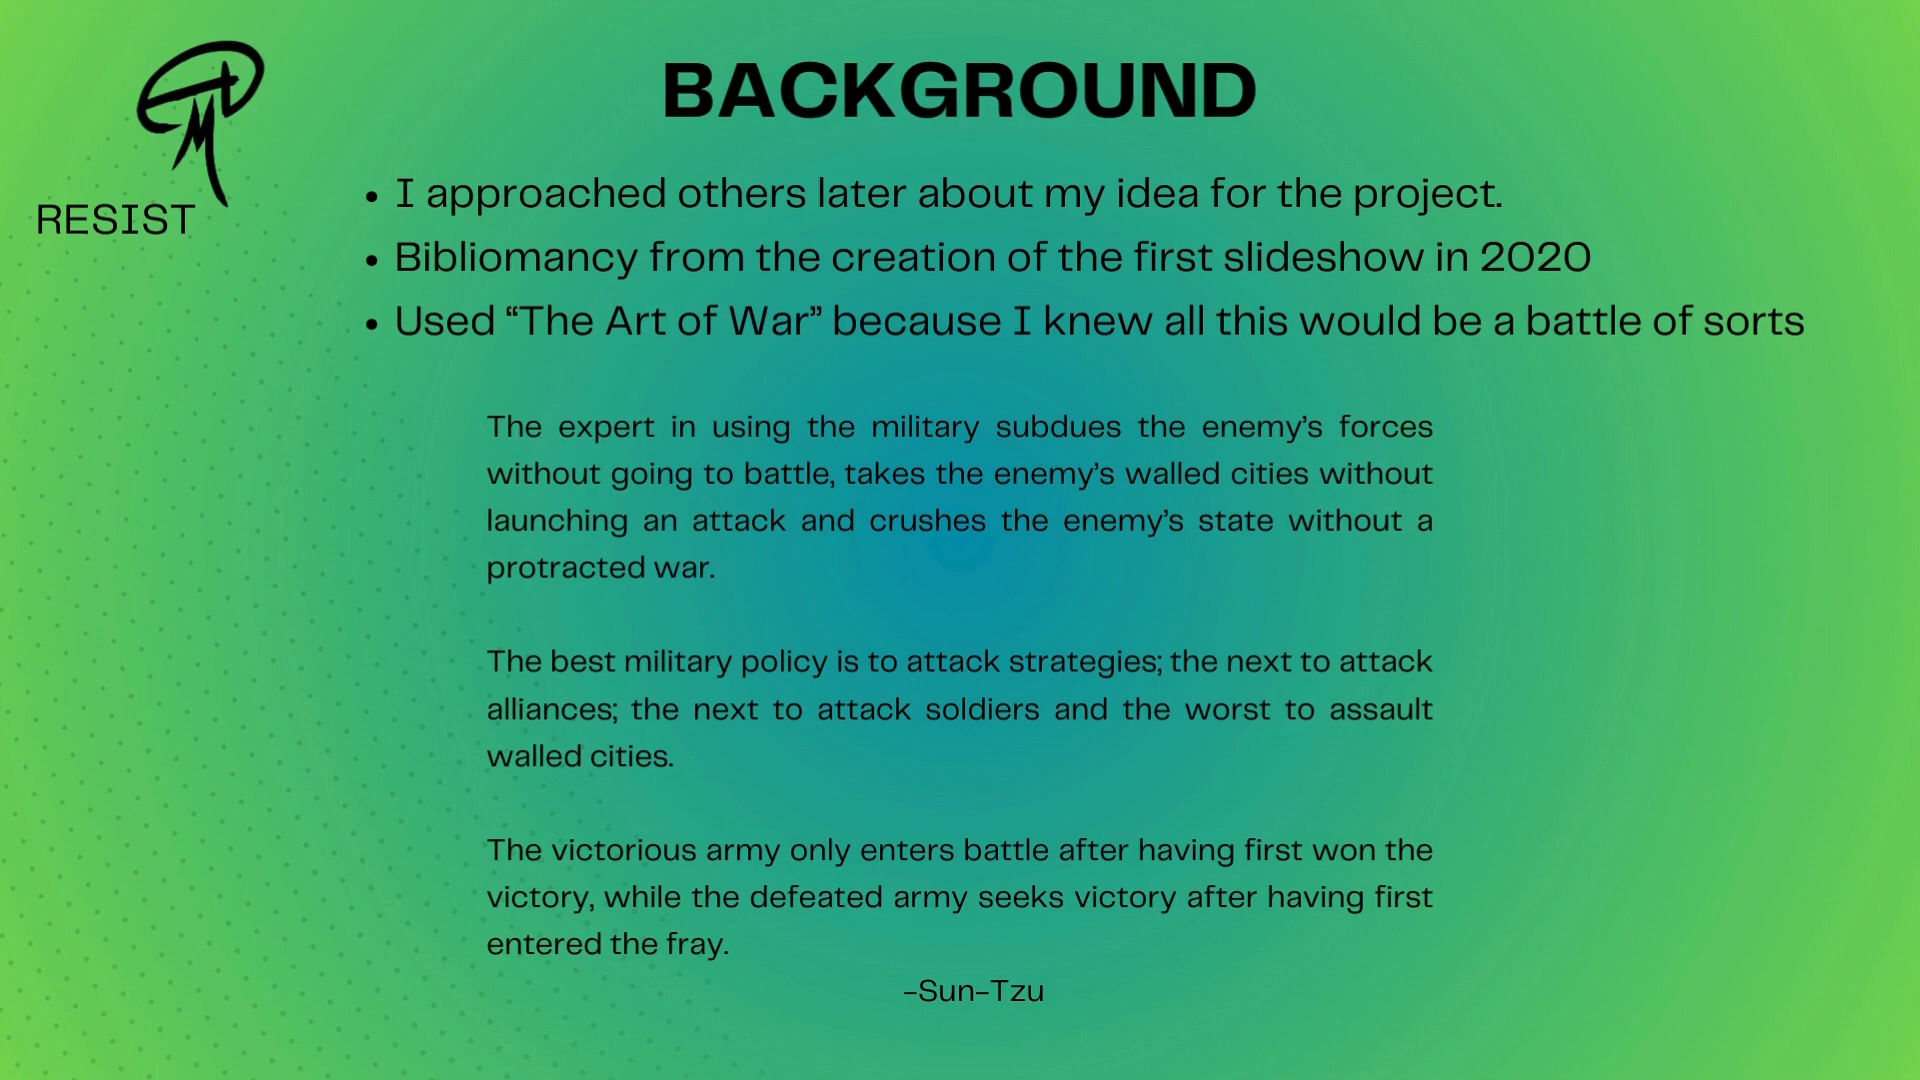 BACKGROUND
RESIST
• I approached others later about my idea for the project.
• Bibliomancy from the creation of the first slideshow in 2020
• Used “The Art of War” because I knew all this would be a battle of sorts
The expert in using the military subdues the enemy’s forces
without going to battle, takes the enemy’s walled cities without
launching an attack and crushes the enemy’s state without a
protracted war.
The best military policy is to attack strategies; the next to attack
alliances; the next to attack soldiers and the worst to assault
walled cities.
The victorious army only enters battle after having first won the
victory, while the defeated army seeks victory after having first
entered the fray.
-Sun-Tzu